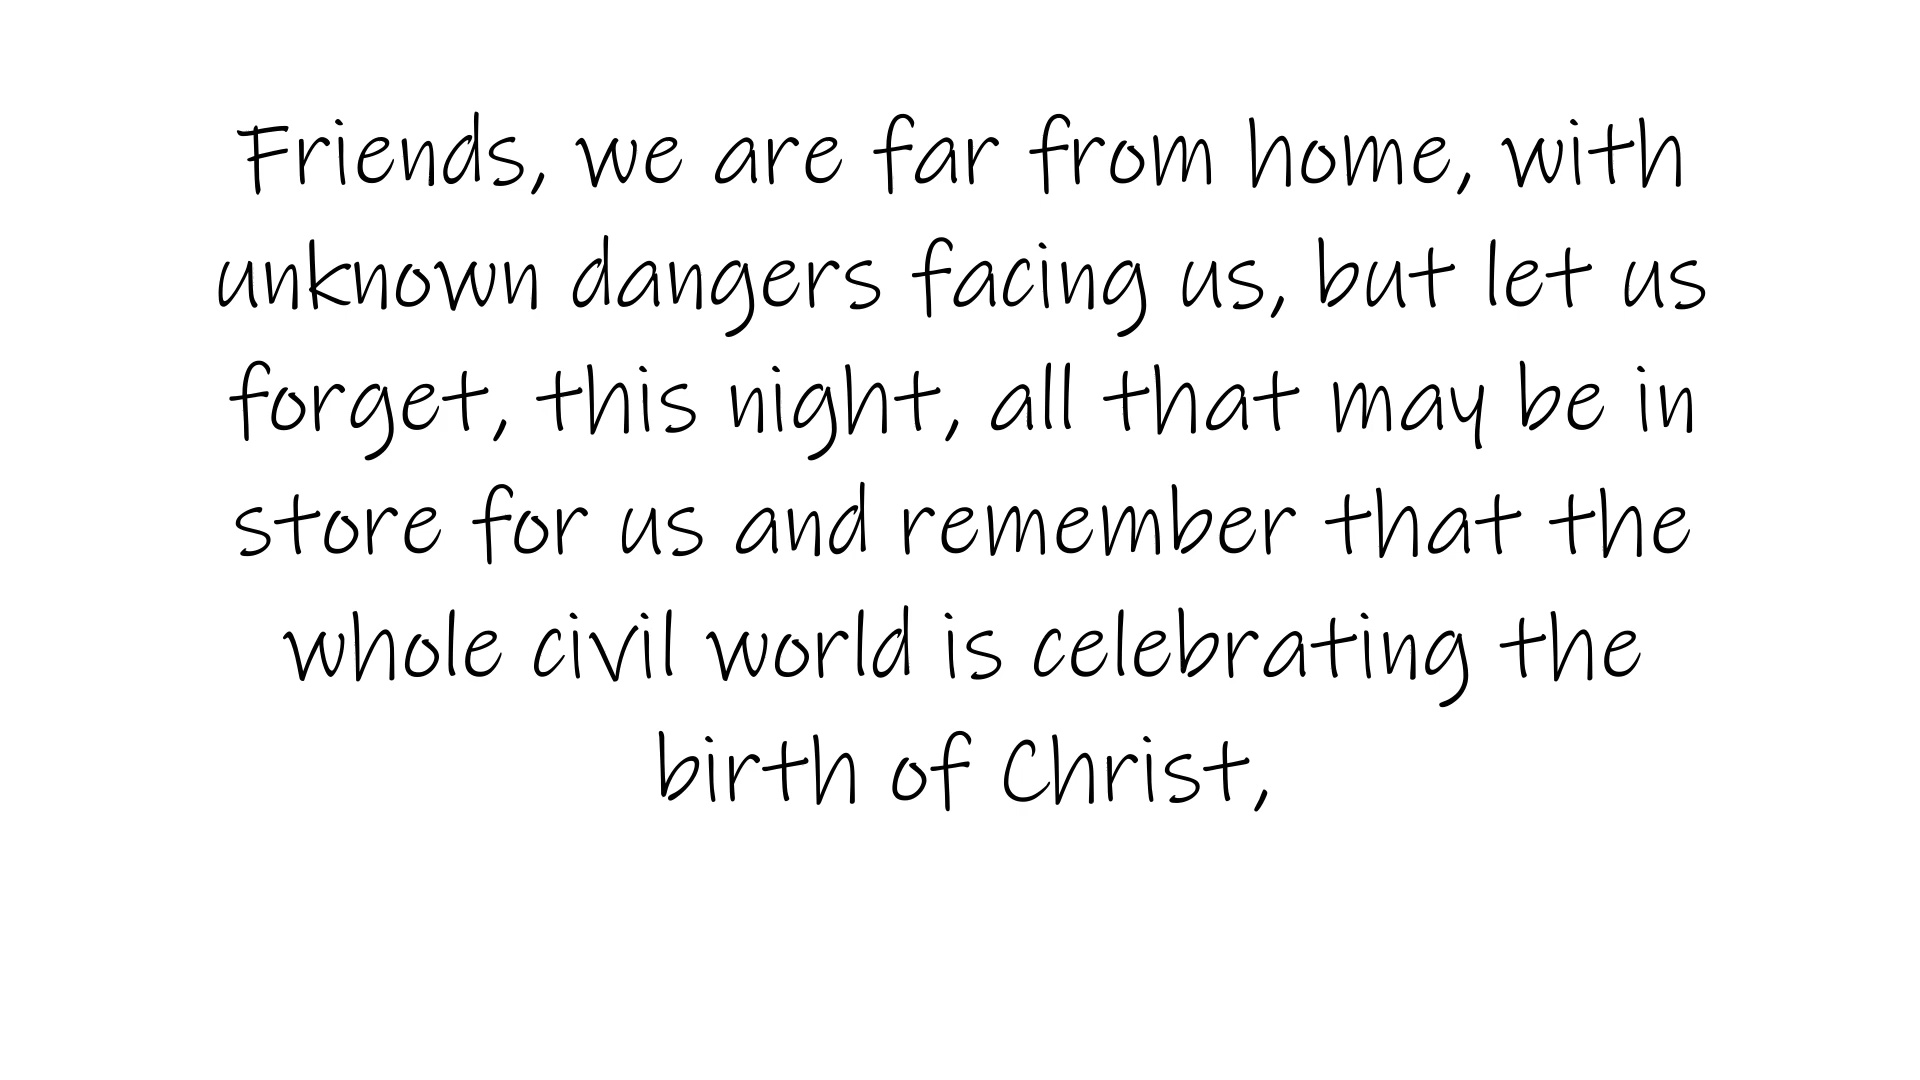 Friends, we are far from home, with
unknown dangers facing us, but let us
forget, this night, all that may be in
store for us and remember that the
whole civil world is celebrating the
birth of Christ,